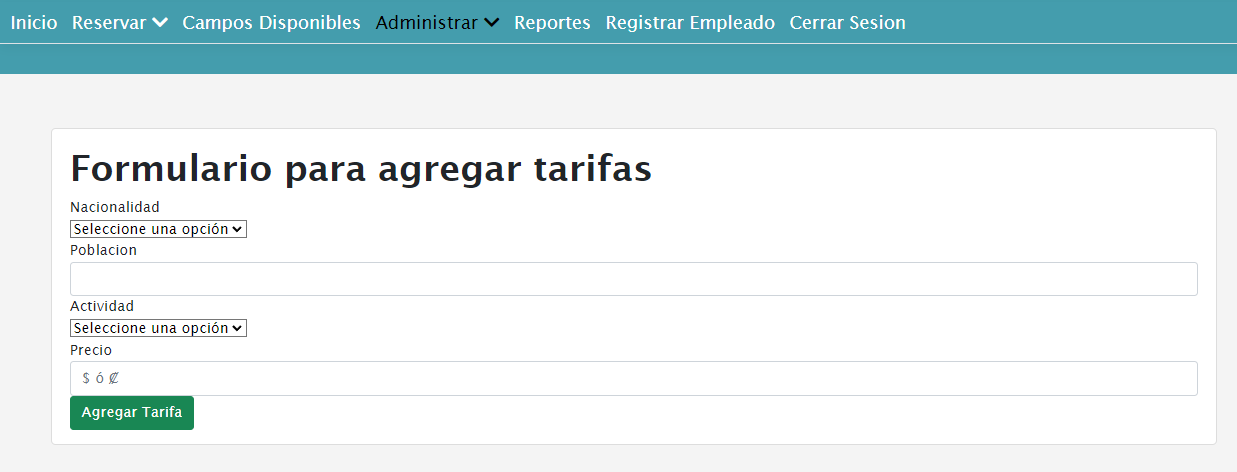 Inicio Reservar Campos Disponibles Administrar Reportes Registrar Empleado Cerrar Sesion
Formulario para agregar tarifas
Nacionalidad
Seleccione una opción
Poblacion
Actividad
Seleccione una opción
Precio
$ ó ₡
Agregar Tarifa